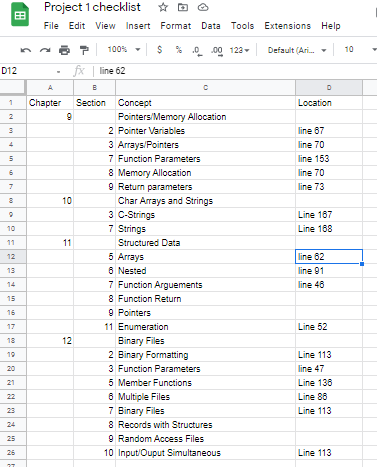 Project 1 checklist
File Edit View Insert Format Data Tools Extensions Help
100% $ % .0 .00 123 Default (Ari... 10
D12 fx line 62
A B C D
1 Chapter Section Concept Location
2 9 Pointers/Memory Allocation
3 2 Pointer Variables line 67
4 3 Arrays/Pointers line 70
5 7 Function Parameters line 153
6 8 Memory Allocation line 70
7 9 Return parameters line 73
8 10 Char Arrays and Strings
9 3 C-Strings Line 167
10 7 Strings Line 168
11 11 Structured Data
12 5 Arrays line 62
13 6 Nested line 91
14 7 Function Arguements line 46
15 8 Function Return
16 9 Pointers
17 11 Enumeration Line 52
18 12 Binary Files
19 2 Binary Formatting Line 113
20 3 Function Parameters line 47
21 5 Member Functions Line 136
22 6 Multiple Files Line 86
23 7 Binary Files Line 113
24 8 Records with Structures
25 9 Random Access Files
26 10 Input/Ouput Simultaneous Line 113
27